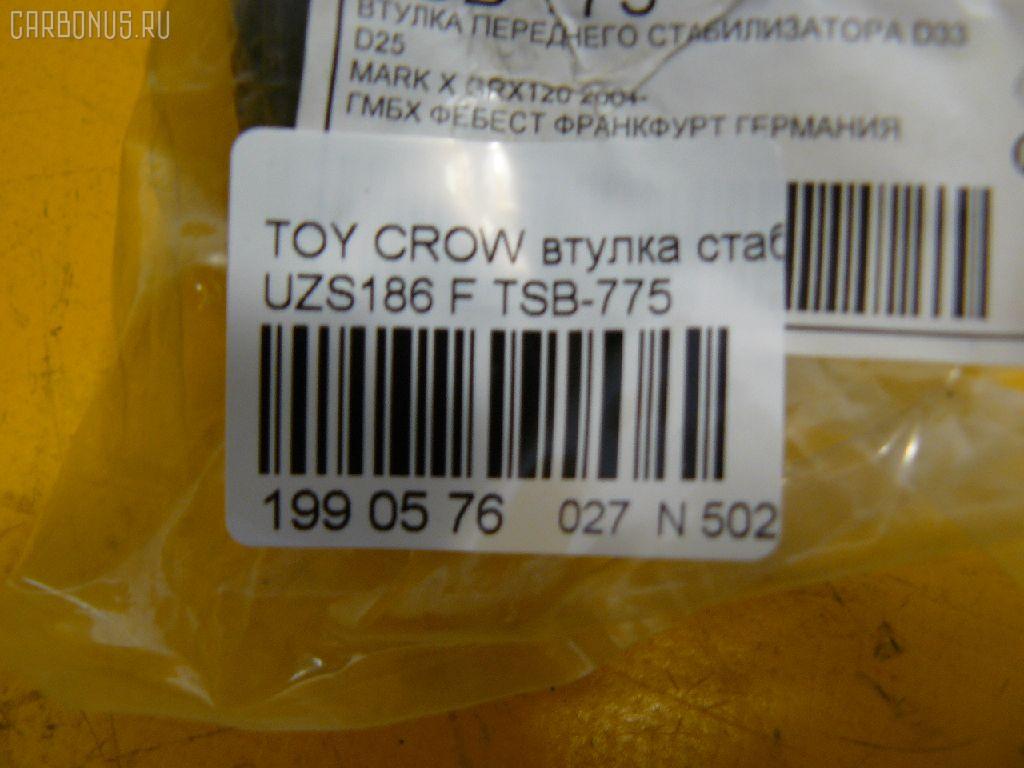 CARBONUS.RU
ВТУЛКА ПЕРЕДНЕГО СТАБИЛИЗАТОРА D33
D25
MARK X GRX120 2004-
ГМБХ ФЕБЕСТ ФРАНКФУРТ ГЕРМАНИЯ
TOY CROW втулка стаб
UZS186 F TSB-775
199 05 76 027 N 502